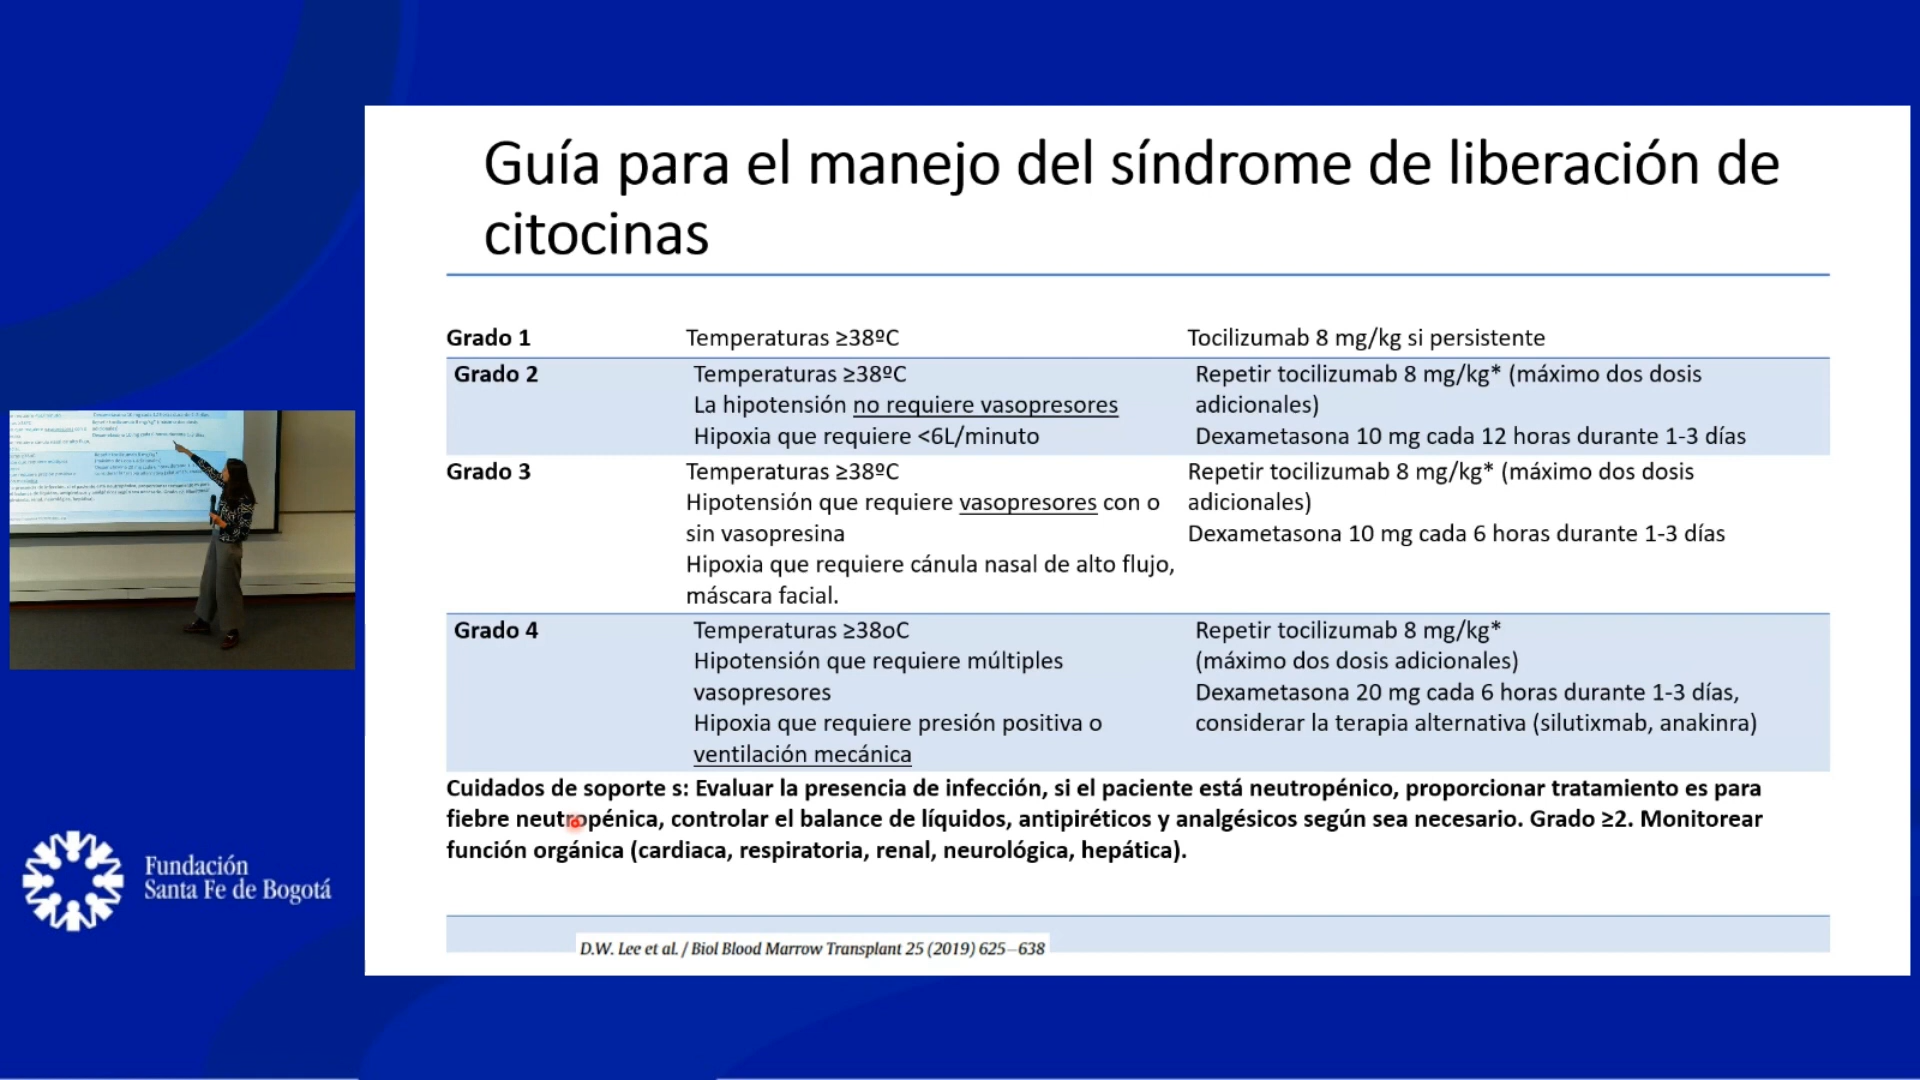 Guía para el manejo del síndrome de liberación de
citocinas
Grado 1
Temperaturas ≥38ºC
Tocilizumab 8 mg/kg si persistente
Grado 2
Temperaturas ≥38ºC
La hipotensión no requiere vasopresores
Hipoxia que requiere <6L/minuto
Repetir tocilizumab 8 mg/kg* (máximo dos dosis
adicionales)
Dexametasona 10 mg cada 12 horas durante 1-3 días
Grado 3
Temperaturas ≥38ºC
Hipotensión que requiere vasopresores con o
sin vasopresina
Hipoxia que requiere cánula nasal de alto flujo,
máscara facial.
Repetir tocilizumab 8 mg/kg* (máximo dos dosis
adicionales)
Dexametasona 10 mg cada 6 horas durante 1-3 días
Grado 4
Temperaturas ≥38oC
Hipotensión que requiere múltiples
vasopresores
Hipoxia que requiere presión positiva o
ventilación mecánica
Repetir tocilizumab 8 mg/kg*
(máximo dos dosis adicionales)
Dexametasona 20 mg cada 6 horas durante 1-3 días,
considerar la terapia alternativa (silutixmab, anakinra)
Cuidados de soporte s: Evaluar la presencia de infección, si el paciente está neutropénico, proporcionar tratamiento es para
fiebre neutropénica, controlar el balance de líquidos, antipiréticos y analgésicos según sea necesario. Grado ≥2. Monitorear
función orgánica (cardiaca, respiratoria, renal, neurológica, hepática).
D.W. Lee et al. / Biol Blood Marrow Transplant 25 (2019) 625–638
Fundación
Santa Fe de Bogotá